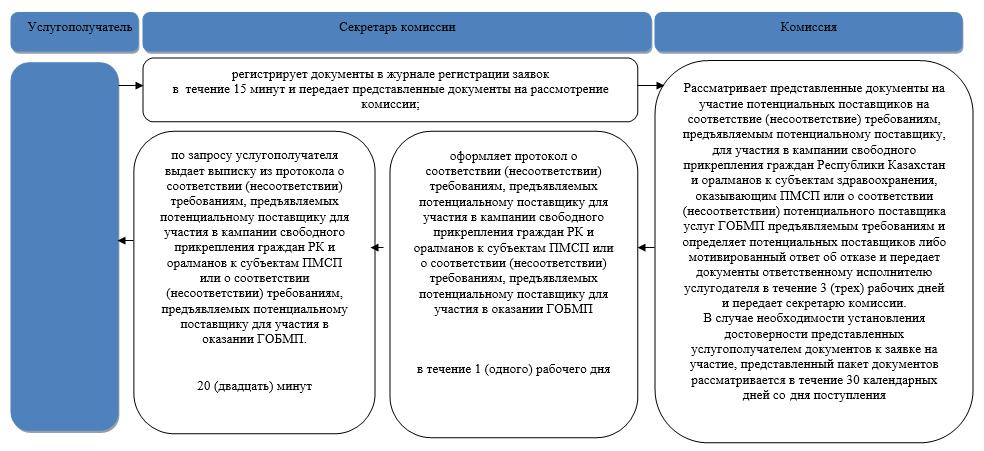 Услугополучатель
Секретарь комиссии
Комиссия
регистрирует документы в журнале регистрации заявок
в течение 15 минут и передает представленные документы на рассмотрение
комиссии;
Рассматривает представленные документы на
участие потенциальных поставщиков на
соответствие (несоответствие) требованиям,
предъявляемым потенциальному поставщику,
для участия в кампании свободного
прикрепления граждан Республики Казахстан
и оралманов к субъектам здравоохранения,
оказывающим ПМСП или о соответствии
(несоответствии) потенциального поставщика
услуг ГОБМП предъявляемым требованиям и
определяет потенциальных поставщиков либо
мотивированный ответ об отказе и передает
документы ответственному исполнителю
услугодателя в течение 3 (трех) рабочих дней
и передает секретарю комиссии.
В случае необходимости установления
достоверности представленных
услугополучателем документов к заявке на
участие, представленный пакет документов
рассматривается в течение 30 календарных
дней со дня поступления
оформляет протокол о
соответствии (несоответствии)
требованиям, предъявляемых
потенциальному поставщику для
участия в кампании свободного
прикрепления граждан РК и
оралманов к субъектам ПМСП или
о соответствии (несоответствии)
требованиям, предъявляемых
потенциальному поставщику для
участия в оказании ГОБМП
в течение 1 (одного) рабочего дня
по запросу услугополучателя
выдает выписку из протокола о
соответствии (несоответствии)
требованиям, предъявляемых
потенциальному поставщику для
участия в кампании свободного
прикрепления граждан РК и
оралманов к субъектам ПМСП
или о соответствии
(несоответствии) требованиям,
предъявляемых потенциальному
поставщику для участия в
оказании ГОБМП.
20 (двадцать) минут